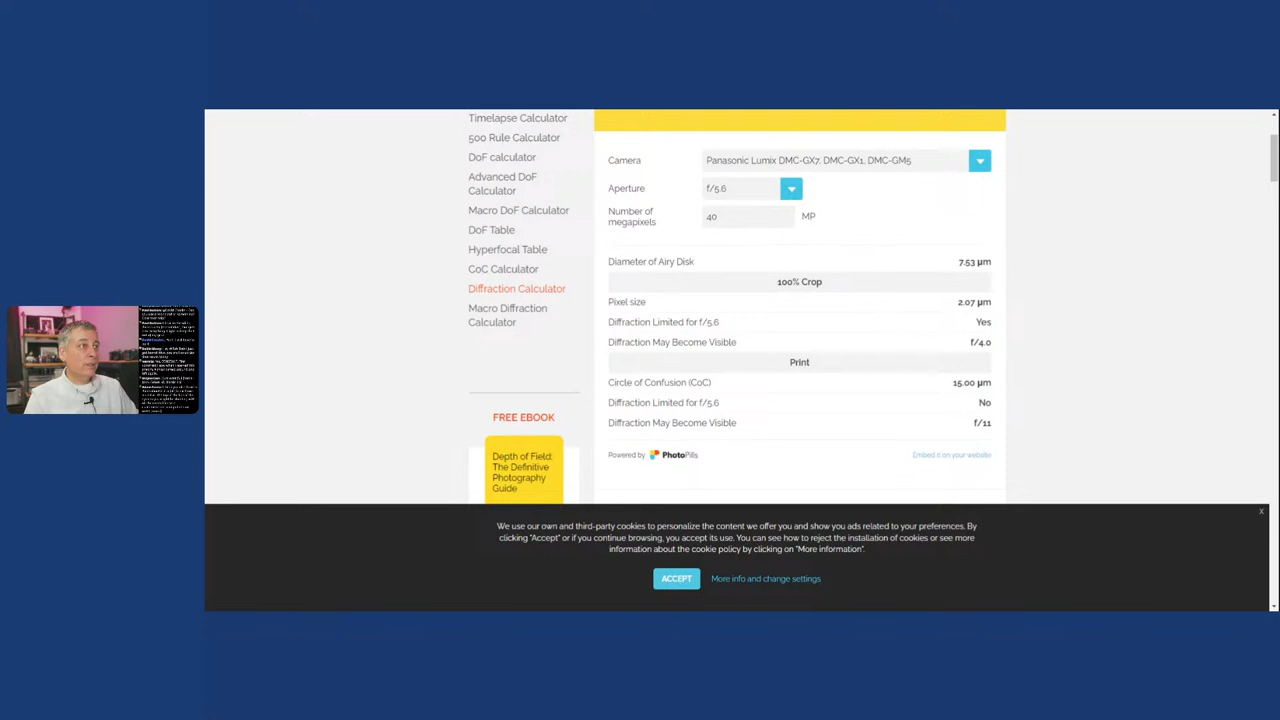 Timelapse Calculator
500 Rule Calculator
DoF calculator
Advanced DoF
Calculator
Macro DoF Calculator
DoF Table
Hyperfocal Table
CoC Calculator
Diffraction Calculator
Macro Diffraction
Calculator
FREE EBOOK
Depth of Field:
The Definitive
Photography
Guide
Camera Panasonic Lumix DMC-GX7, DMC-GX1, DMC-GM5
Aperture f/5.6
Number of
megapixels 40 MP
Diameter of Airy Disk 7.53 µm
100% Crop
Pixel size 2.07 µm
Diffraction Limited for f/5.6 Yes
Diffraction May Become Visible f/4.0
Print
Circle of Confusion (CoC) 15.00 µm
Diffraction Limited for f/5.6 No
Diffraction May Become Visible f/11
Powered by PhotoPills Embed it on your website
X
We use our own and third-party cookies to personalize the content we offer you and show you ads related to your preferences. By
clicking "Accept" or if you continue browsing, you accept its use. You can see how to reject the installation of cookies or see more
information about the cookie policy by clicking on "More information".
ACCEPT More info and change settings